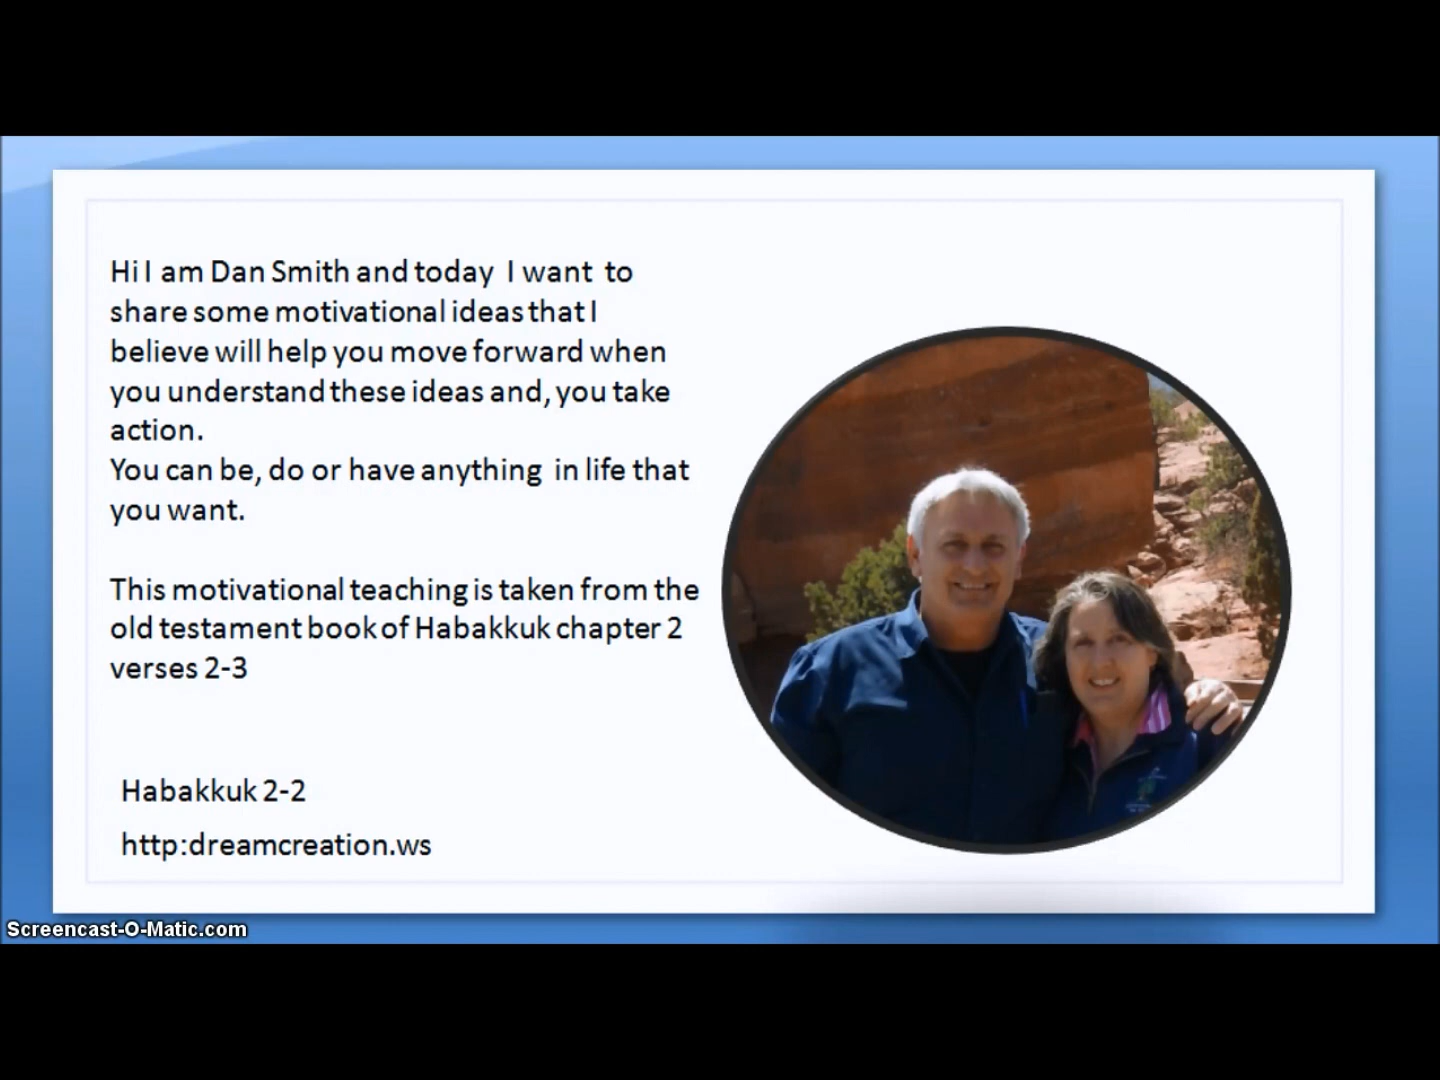 Hi I am Dan Smith and today I want to
share some motivational ideas that I
believe will help you move forward when
you understand these ideas and, you take
action.
You can be, do or have anything in life that
you want.
This motivational teaching is taken from the
old testament book of Habakkuk chapter 2
verses 2-3
Habakkuk 2-2
http:dreamcreation.ws
Screencast-O-Matic.com